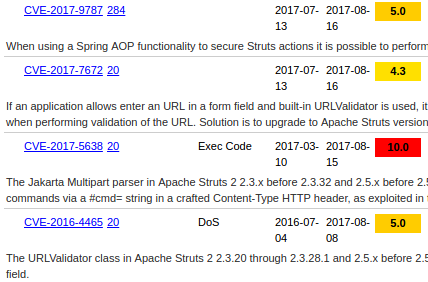 CVE-2017-9787 284 2017-07-13 2017-08-16 5.0
When using a Spring AOP functionality to secure Struts actions it is possible to perform
CVE-2017-7672 20 2017-07-13 2017-08-16 4.3
If an application allows enter an URL in a form field and built-in URLValidator is used, it
when performing validation of the URL. Solution is to upgrade to Apache Struts version
CVE-2017-5638 20 Exec Code 2017-03-10 2017-08-15 10.0
The Jakarta Multipart parser in Apache Struts 2 2.3.x before 2.3.32 and 2.5.x before 2.5
commands via a #cmd= string in a crafted Content-Type HTTP header, as exploited in
CVE-2016-4465 20 DoS 2016-07-04 2017-08-08 5.0
The URLValidator class in Apache Struts 2 2.3.20 through 2.3.28.1 and 2.5.x before 2.5
field.